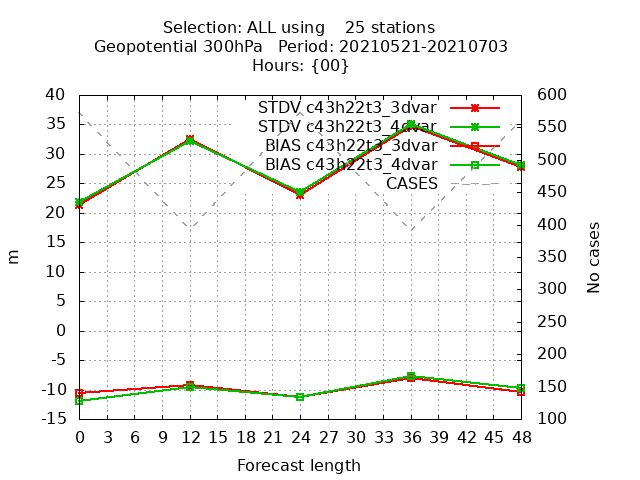 Selection: ALL using    25 stations
Geopotential 300hPa   Period: 20210521-20210703
Hours: {00}
40 600
35 550
30 500
25 450
20 400
15 350
10 300
5 250
0 200
-5 150
-10 100
-15
STDV c43h22t3_3dvar
STDV c43h22t3_4dvar
BIAS c43h22t3_3dvar
BIAS c43h22t3_4dvar
CASES
m
No cases
0 3 6 9 12 15 18 21 24 27 30 33 36 39 42 45 48
Forecast length